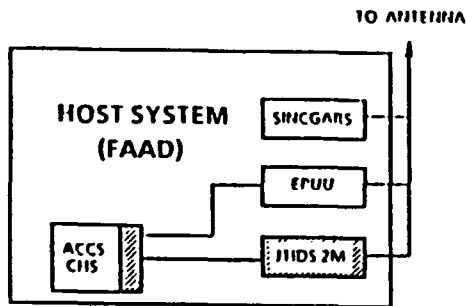 TO ANTENNA
HOST SYSTEM
(FAAD)
SINCGARS
EPUU
ACCS
CHS
JTIDS 2M